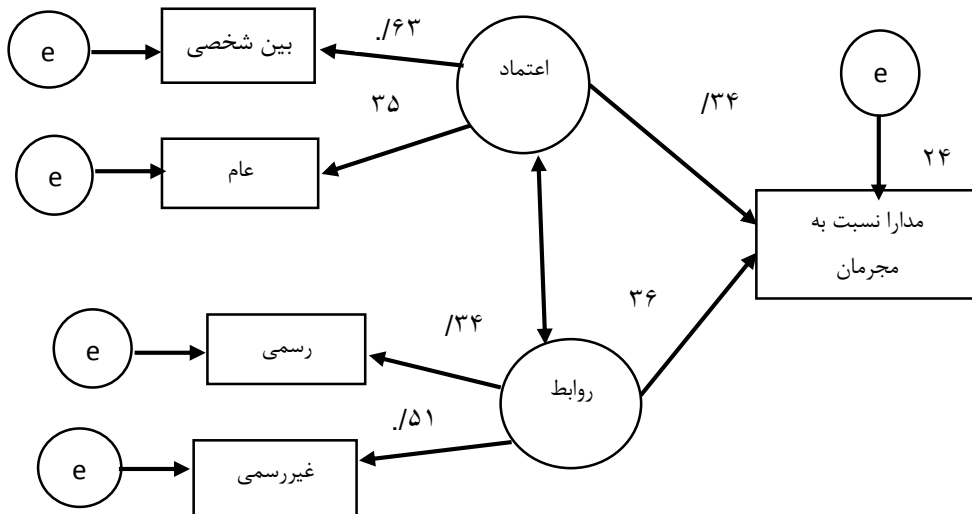 e
بین شخصی
./۶۳
اعتماد
e
۳۵
/۳۴
e
عام
۲۴
مدارا نسبت به
مجرمان
۳۶
e
رسمی
/۳۴
روابط
./۵۱
e
غیررسمی